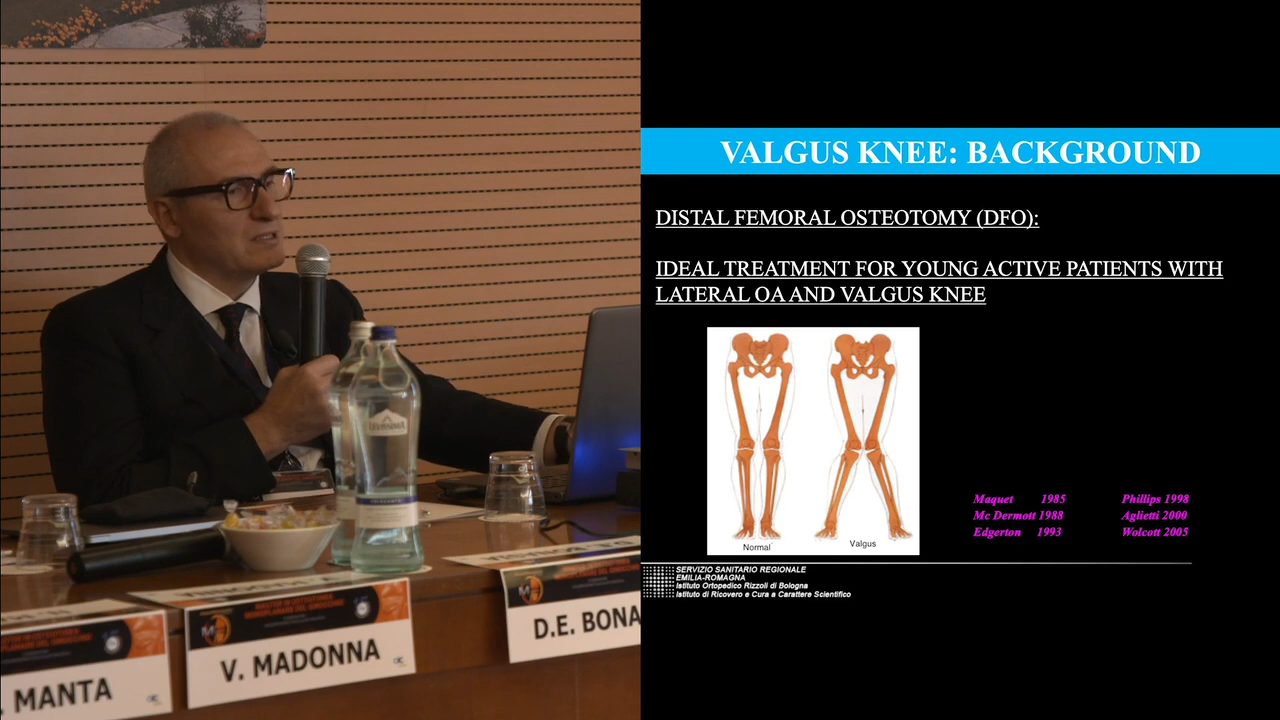 VALGUS KNEE: BACKGROUND
DISTAL FEMORAL OSTEOTOMY (DFO):
IDEAL TREATMENT FOR YOUNG ACTIVE PATIENTS WITH
LATERAL OA AND VALGUS KNEE
Normal
Valgus
Maquet 1985
Mc Dermott 1988
Edgerton 1993
Phillips 1998
Aglietti 2000
Wolcott 2005
SERVIZIO SANITARIO REGIONALE
EMILIA-ROMAGNA
Istituto Ortopedico Rizzoli di Bologna
Istituto di Ricovero e Cura a Carattere Scientifico
MANTA
V. MADONNA
D.E. BONA